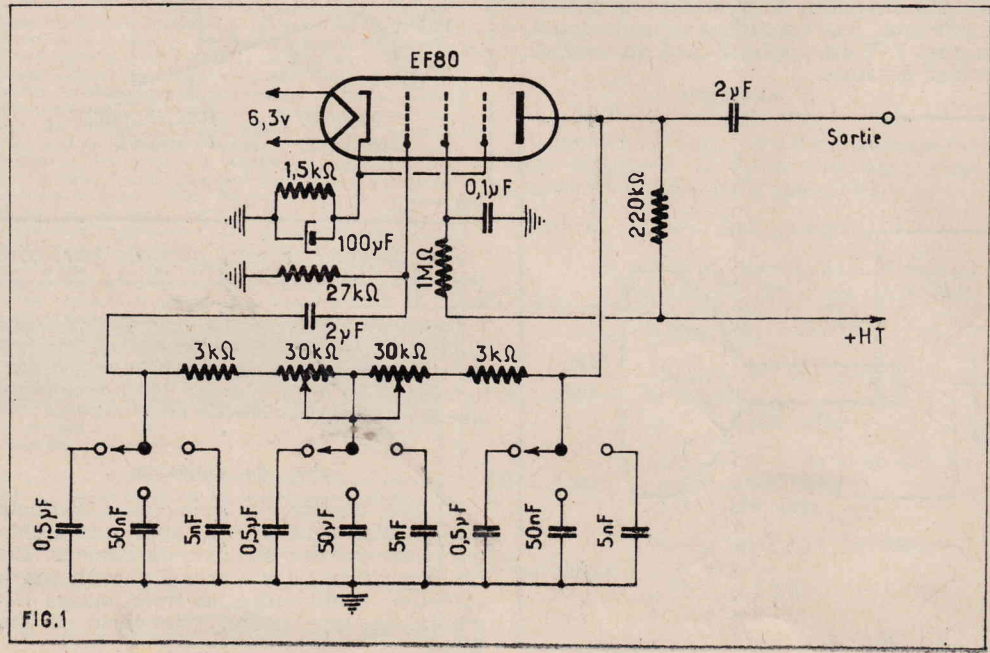 EF80
6,3v
2µF
Sortie
1,5kΩ
0,1µF
100µF
220kΩ
1MΩ
27kΩ
2µF
+HT
3kΩ
30kΩ
30kΩ
3kΩ
0,5µF
50nF
5nF
0,5µF
50µF
5nF
0,5µF
50nF
5nF
FIG.1